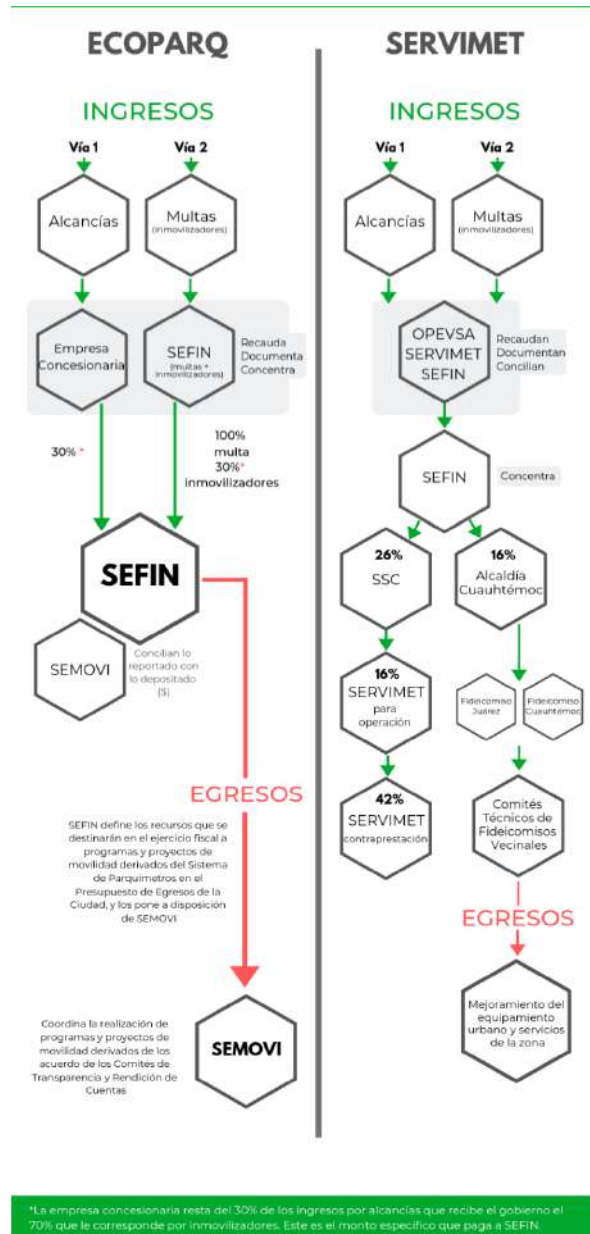 ECOPARQ
INGRESOS
Vía 1
Vía 2
Alcancías
Multas
(inmovilizadores)
Empresa
Concesionaria
SEFIN
(multas +
inmovilizadores)
Recauda
Documenta
Concentra
30% *
100%
multa
30%*
inmovilizadores
SEFIN
SEMOVI
Concilian lo
reportado con
lo depositado
($)
EGRESOS
SEFIN define los recursos que se
destinarán en el ejercicio fiscal a
programas y proyectos de
movilidad derivados del Sistema
de Parquímetros en el
Presupuesto de Egresos de la
Ciudad, y los pone a disposición
de SEMOVI
Coordina la realización de
programas y proyectos de
movilidad derivados de los
acuerdo de los Comités de
Transparencia y Rendición de
Cuentas
SEMOVI
SERVIMET
INGRESOS
Vía 1
Vía 2
Alcancías
Multas
(inmovilizadores)
OPEVSA
SERVIMET
SEFIN
Recaudan
Documentan
Concilian
SEFIN
Concentra
26%
SSC
16%
Alcaldía
Cuauhtémoc
16%
SERVIMET
para
operación
Fideicomiso
Juárez
Fideicomiso
Cuauhtémoc
42%
SERVIMET
contraprestación
Comités
Técnicos de
Fideicomisos
Vecinales
EGRESOS
Mejoramiento del
equipamiento
urbano y servicios
de la zona
*La empresa concesionaria resta del 30% de los ingresos por alcancías que recibe el gobierno el
70% que le corresponde por inmovilizadores. Este es el monto específico que paga a SEFIN.